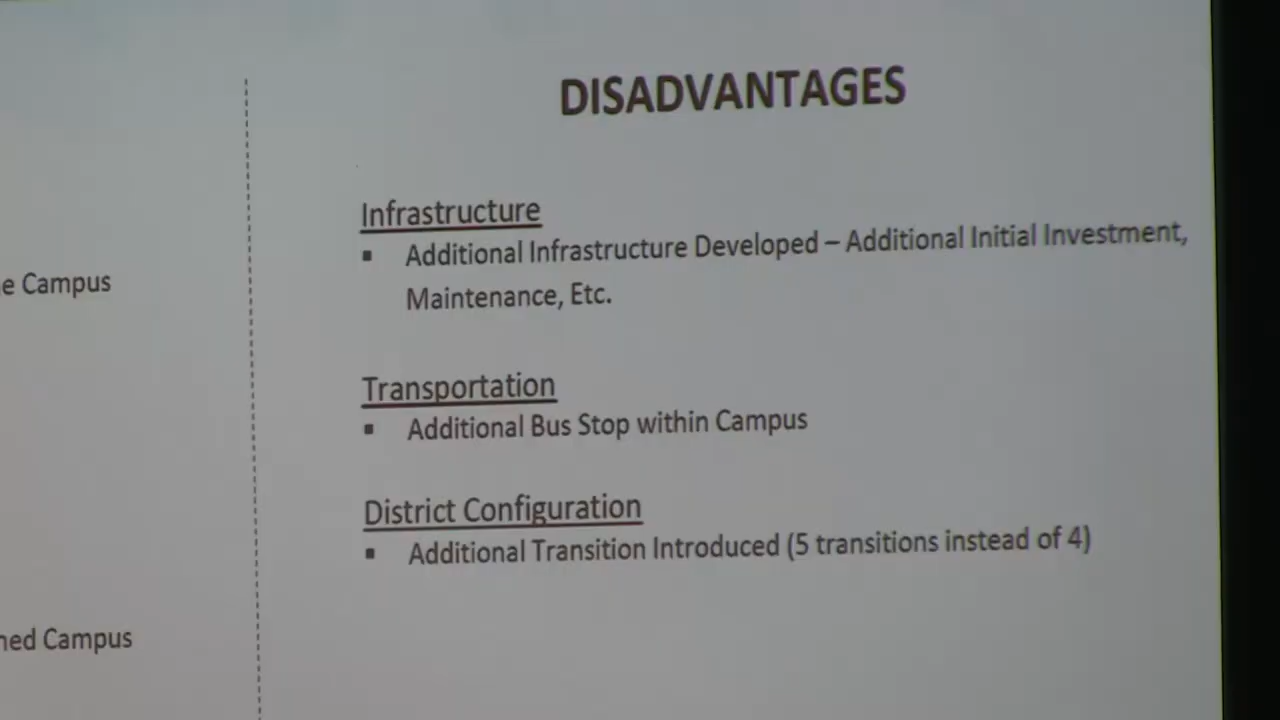 DISADVANTAGES
Infrastructure
▪ Additional Infrastructure Developed – Additional Initial Investment,
Maintenance, Etc.
e Campus
Transportation
▪ Additional Bus Stop within Campus
District Configuration
▪ Additional Transition Introduced (5 transitions instead of 4)
ned Campus